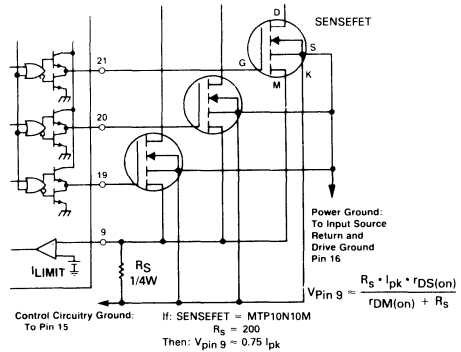 SENSEFET
D
G
S
K
M
21
20
19
9
ILIMIT
RS
1/4W
Power Ground:
To Input Source
Return and
Drive Ground
Pin 16
Control Circuitry Ground:
To Pin 15
If: SENSEFET = MTP10N10M
Rs = 200
Then: Vpin 9 ≈ 0.75 Ipk
VPin 9 ≈ Rs • Ipk • rDS(on) / rDM(on) + Rs